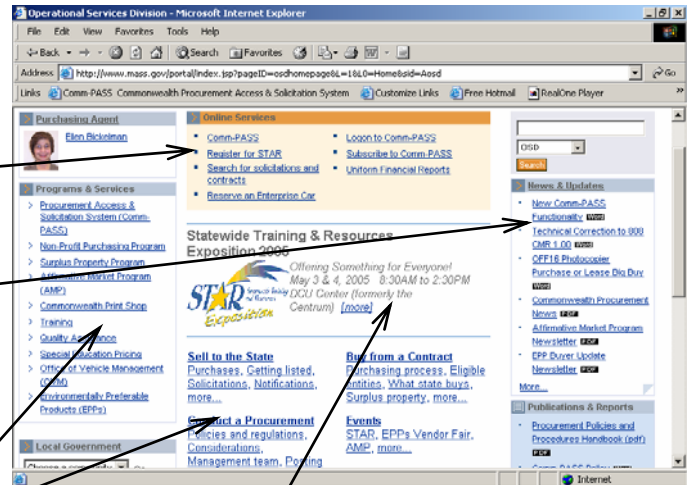 Operational Services Division - Microsoft Internet Explorer
File Edit View Favorites Tools Help
Back Search Favorites
Address http://www.mass.gov/portal/index.jsp?pageID=osdhomepage&L=1&L0=Home&sid=Aosd Go
Links Comm-PASS Commonwealth Procurement Access & Solicitation System Customize Links Free Hotmail RealOne Player »
Purchasing Agent
Ellen Bickelman
Programs & Services
Procurement Access &
Solicitation System (Comm-
PASS)
Non-Profit Purchasing Program
Surplus Property Program
Affirmative Market Program
(AMP)
Commonwealth Print Shop
Training
Quality Assurance
Special Education Pricing
Office of Vehicle Management
(OVM)
Environmentally Preferable
Products (EPPs)
Local Government
Online Services
Comm-PASS
Register for STAR
Search for solicitations and
contracts
Reserve an Enterprise Car
Logon to Comm-PASS
Subscribe to Comm-PASS
Uniform Financial Reports
Statewide Training & Resources
Exposition 2005
STAR
Exposition
Offering Something for Everyone!
May 3 & 4, 2005 8:30AM to 2:30PM
DCU Center (formerly the
Centrum) [more]
Sell to the State
Purchases, Getting listed,
Solicitations, Notifications,
more...
Buy from a Contract
Purchasing process, Eligible
entities, What state buys,
Surplus property, more...
Conduct a Procurement
Policies and regulations,
Considerations,
Management team, Posting
Events
STAR, EPPs Vendor Fair,
AMP, more...
OSD
Search
News & Updates
New Comm-PASS
Functionality Word
Technical Correction to 808
CMR 1.00 Word
OFF16 Photocopier
Purchase or Lease Big Buy
Word
Commonwealth Procurement
News PDF
Affirmative Market Program
Newsletter PDF
EPP Buyer Update
Newsletter PDF
More...
Publications & Reports
Procurement Policies and
Procedures Handbook (pdf)
PDF
Internet